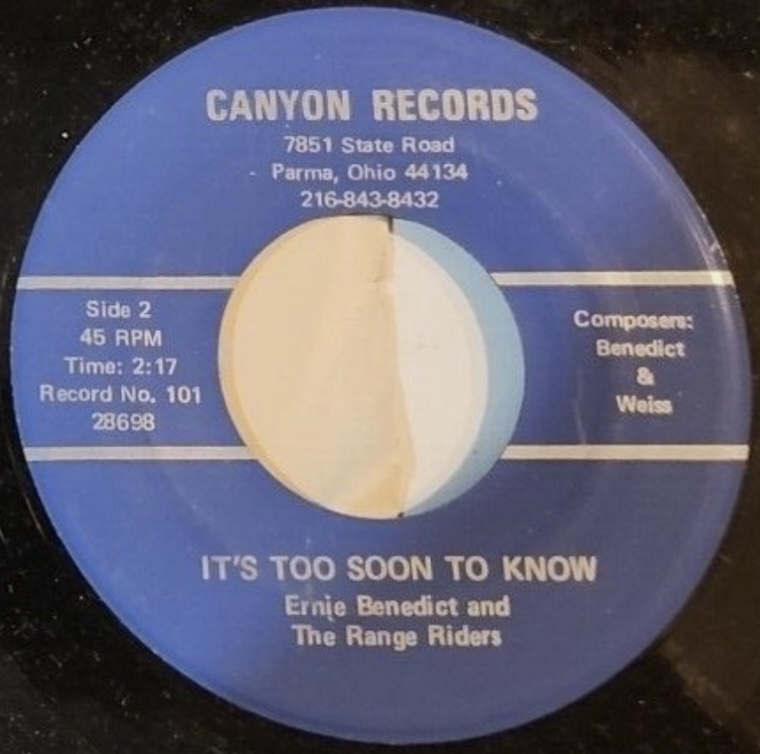 CANYON RECORDS
7851 State Road
Parma, Ohio 44134
216-843-8432
Side 2
45 RPM
Time: 2:17
Record No. 101
28698
Composers:
Benedict
&
Weiss
IT'S TOO SOON TO KNOW
Ernie Benedict and
The Range Riders